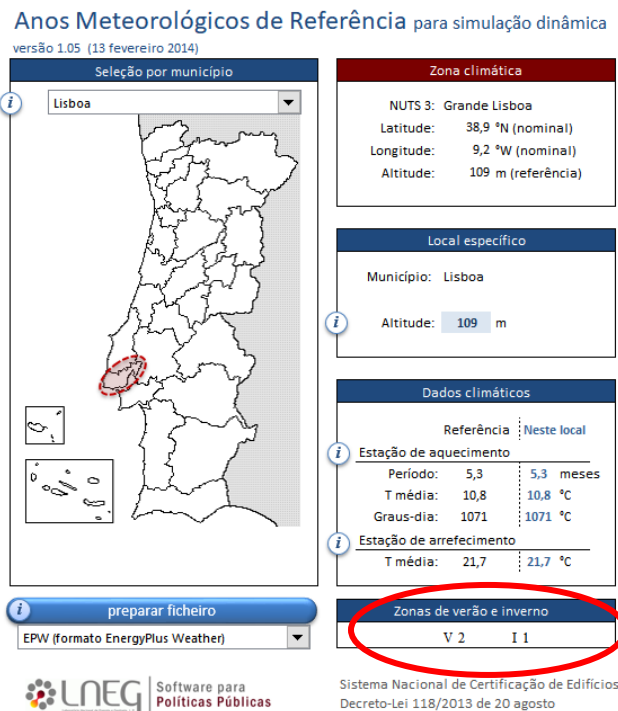 Anos Meteorológicos de Referência para simulação dinâmica
versão 1.05 (13 fevereiro 2014)
Seleção por município
i
Lisboa
Zona climática
NUTS 3: Grande Lisboa
Latitude: 38,9 °N (nominal)
Longitude: 9,2 °W (nominal)
Altitude: 109 m (referência)
Local específico
Município: Lisboa
i
Altitude: 109 m
Dados climáticos
Referência Neste local
i
Estação de aquecimento
Período: 5,3 5,3 meses
T média: 10,8 10,8 °C
Graus-dia: 1071 1071 °C
i
Estação de arrefecimento
T média: 21,7 21,7 °C
i
preparar ficheiro
EPW (formato EnergyPlus Weather)
Zonas de verão e inverno
V 2 I 1
LNEG
Software para
Políticas Públicas
Sistema Nacional de Certificação de Edifícios
Decreto-Lei 118/2013 de 20 agosto